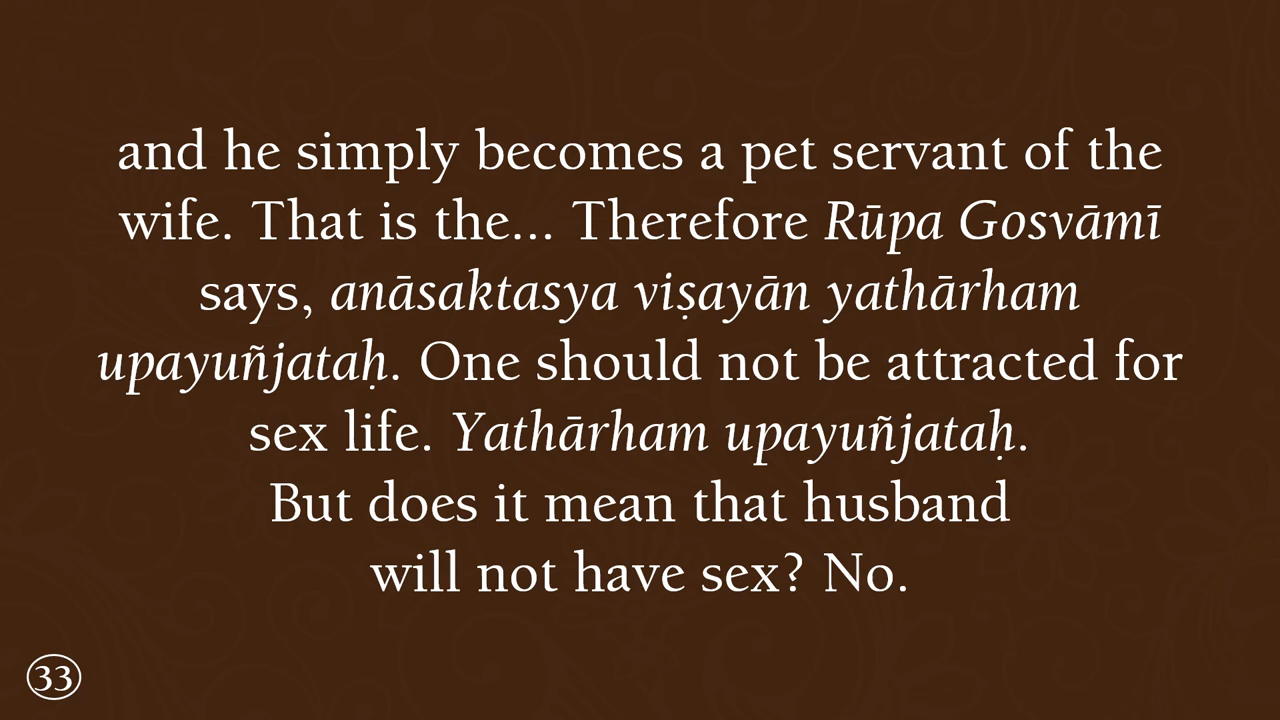 and he simply becomes a pet servant of the
wife. That is the... Therefore Rūpa Gosvāmī
says, anāsaktasya viṣayān yathārham
upayuñjataḥ. One should not be attracted for
sex life. Yathārham upayuñjataḥ.
But does it mean that husband
will not have sex? No.
33